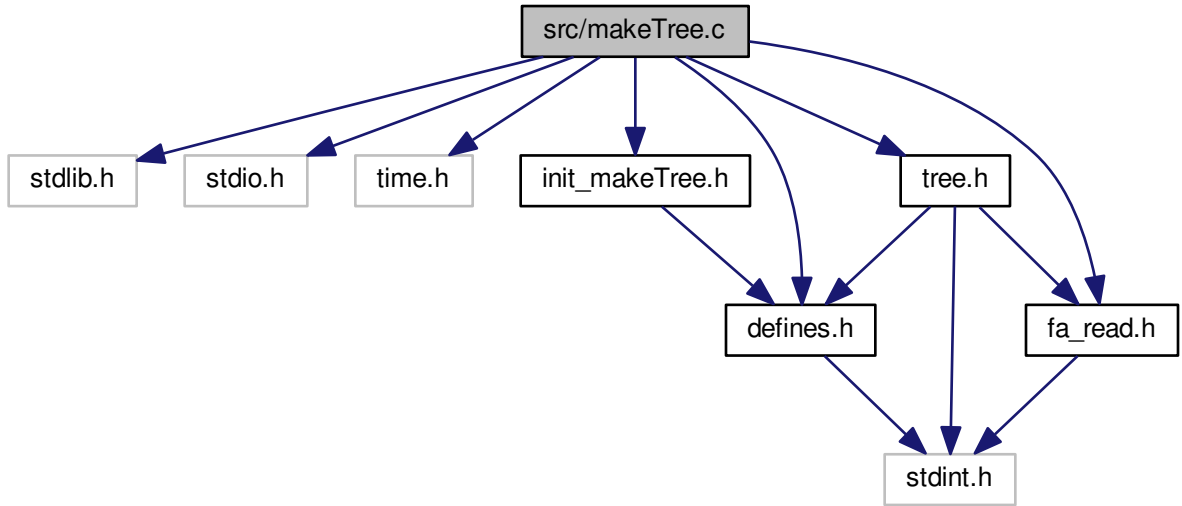 src/makeTree.c
stdlib.h
stdio.h
time.h
init_makeTree.h
tree.h
defines.h
fa_read.h
stdint.h